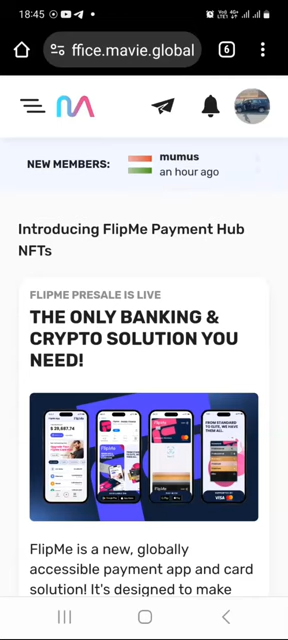 18:45
ffice.mavie.global
6
NEW MEMBERS:
mumus
an hour ago
Introducing FlipMe Payment Hub
NFTs
FLIPME PRESALE IS LIVE
THE ONLY BANKING &
CRYPTO SOLUTION YOU
NEED!
FlipMe
FlipMe is a new, globally
accessible payment app and card
solution! It's designed to make